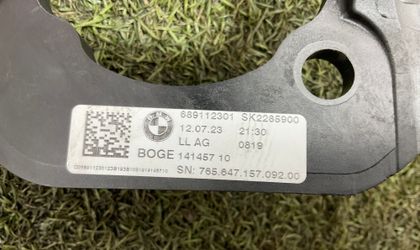 689112301 SK2285900
BMW
12.07.23 21:30
LL AG 0819
BOGE 141457 10
SN: 765.647.157.092.00